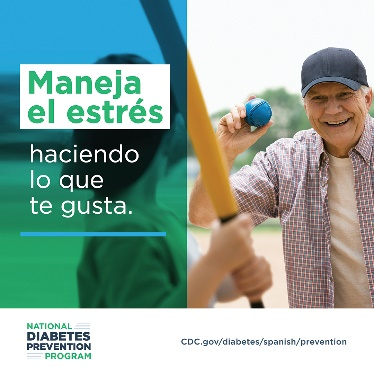 Maneja
el estrés
haciendo
lo que
te gusta.
NATIONAL
DIABETES
PREVENTION
PROGRAM
CDC.gov/diabetes/spanish/prevention